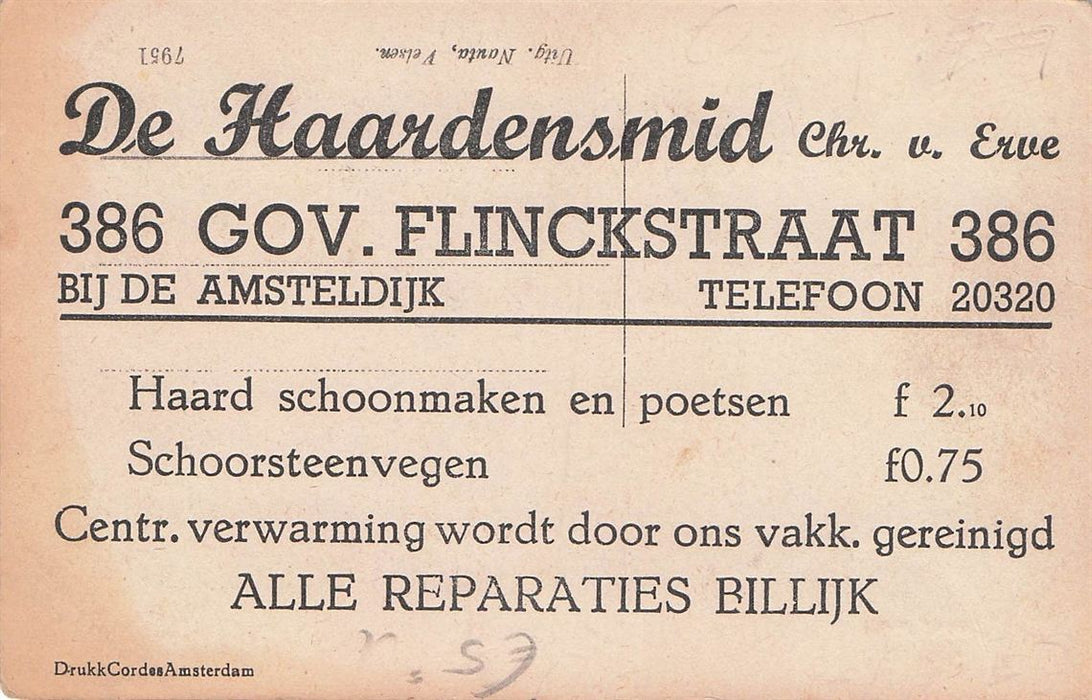 7951 Uitg. Nauta, Velsen.
De Haardensmid Chr. v. Erve
386 GOV. FLINCKSTRAAT 386
BIJ DE AMSTELDIJK TELEFOON 20320
Haard schoonmaken en poetsen f 2.10
Schoorsteenvegen f0.75
Centr. verwarming wordt door ons vakk. gereinigd
ALLE REPARATIES BILLIJK
DrukkCordesAmsterdam